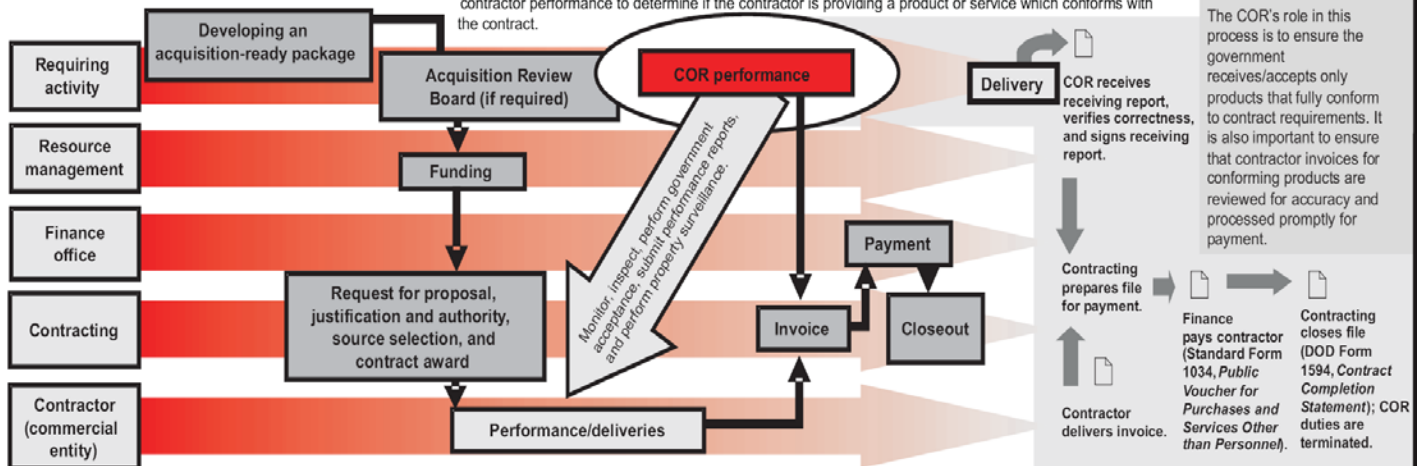 contractor performance to determine if the contractor is providing a product or service which conforms with
the contract.
Developing an
acquisition-ready package
Requiring
activity
Acquisition Review
Board (if required)
COR performance
Delivery
COR receives
receiving report,
verifies correctness,
and signs receiving
report.
The COR's role in this
process is to ensure the
government
receives/accepts only
products that fully conform
to contract requirements. It
is also important to ensure
that contractor invoices for
conforming products are
reviewed for accuracy and
processed promptly for
payment.
Resource
management
Funding
Monitor, inspect, perform government
acceptance, submit performance reports,
and perform property surveillance.
Finance
office
Payment
Contracting
Request for proposal,
justification and authority,
source selection, and
contract award
Invoice
Closeout
Contracting
prepares file
for payment.
Finance
pays contractor
(Standard Form
1034, Public
Voucher for
Purchases and
Services Other
than Personnel).
Contracting
closes file
(DOD Form
1594, Contract
Completion
Statement); COR
duties are
terminated.
Contractor
delivers invoice.
Contractor
(commercial
entity)
Performance/deliveries